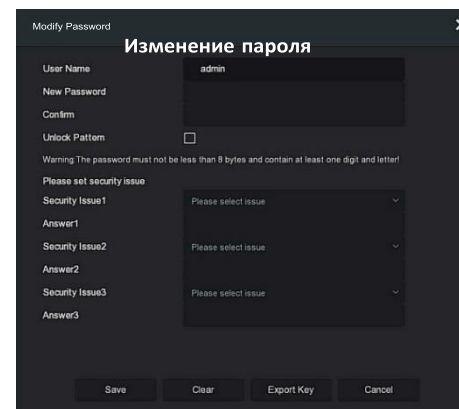 Modify Password
Изменение пароля
User Name admin
New Password
Confirm
Unlock Pattern
Warning:The password must not be less than 8 bytes and contain at least one digit and letter!
Please set security issue
Security Issue1 Please select issue
Answer1
Security Issue2 Please select issue
Answer2
Security Issue3 Please select issue
Answer3
Save Clear Export Key Cancel